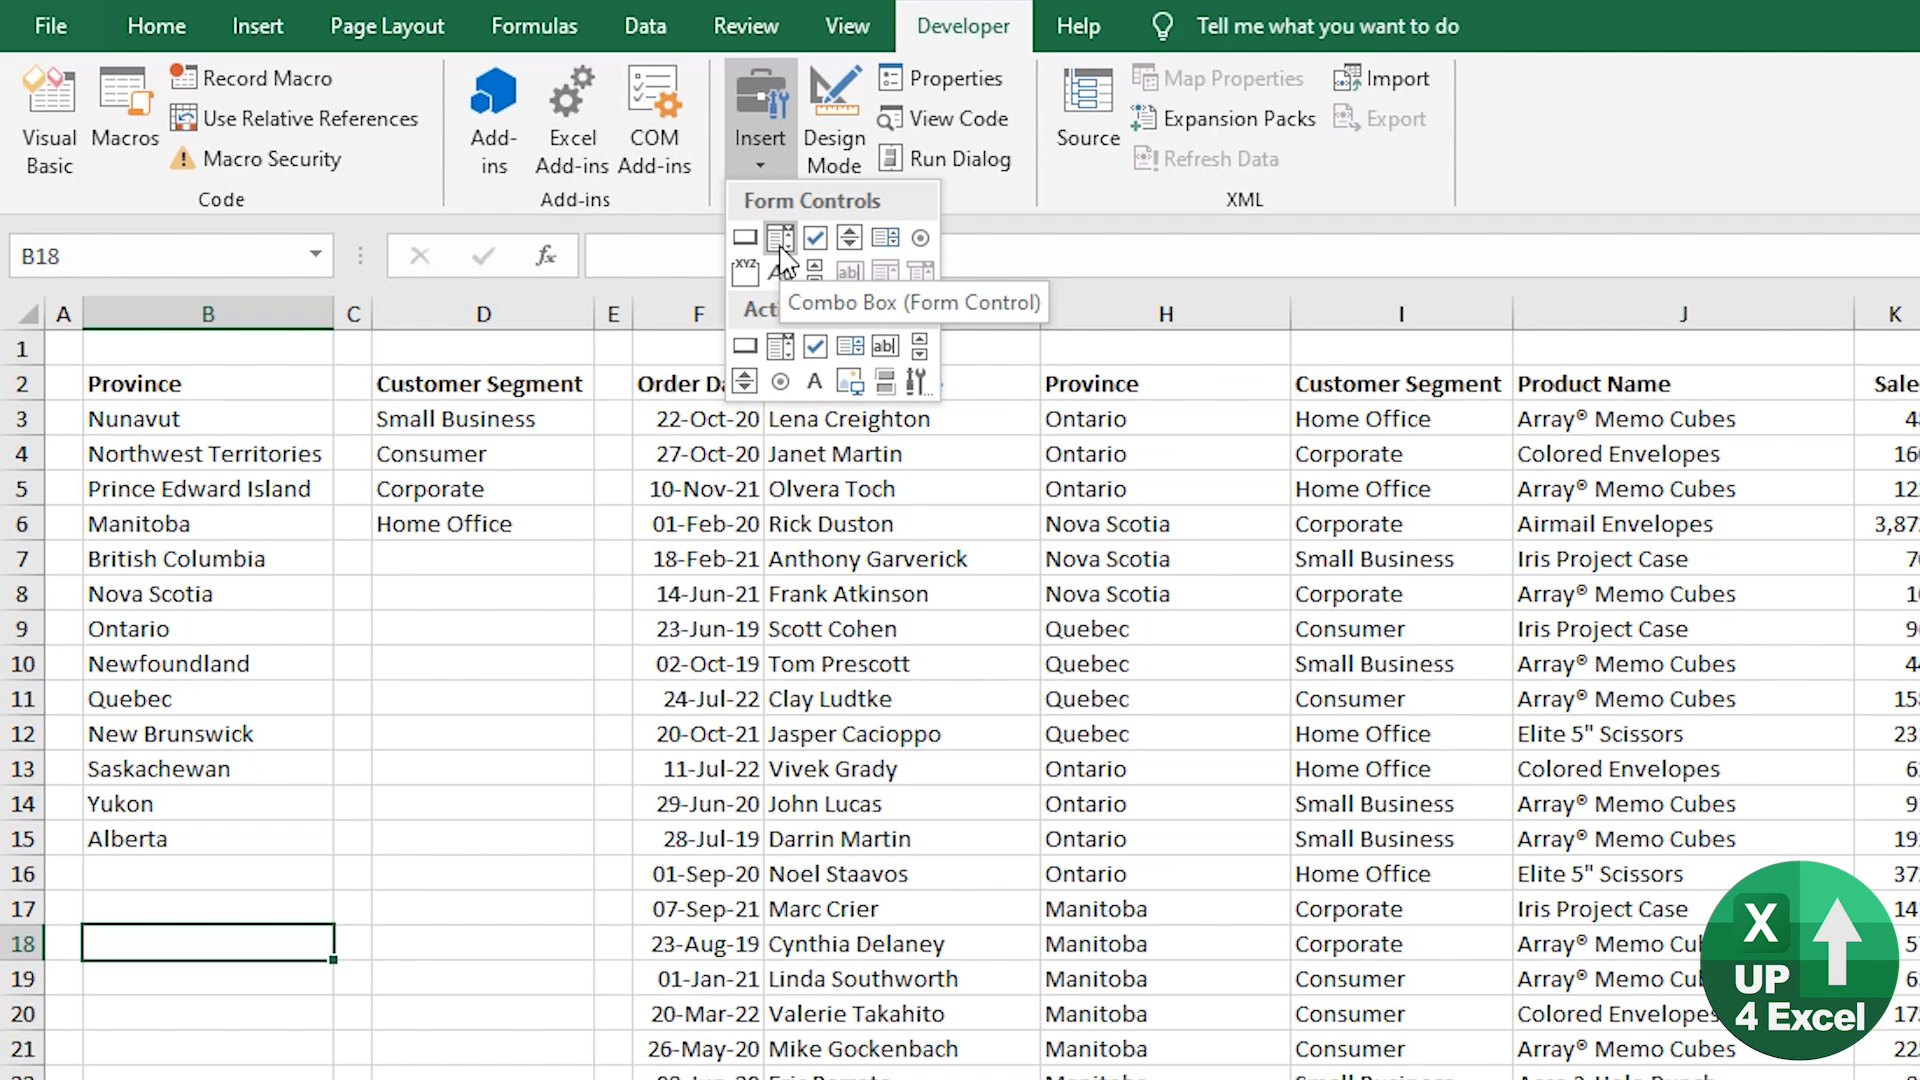 File Home Insert Page Layout Formulas Data Review View Developer Help Tell me what you want to do
Visual Basic
Macros
Record Macro
Use Relative References
Macro Security
Code
Add-ins
Excel Add-ins
COM Add-ins
Add-ins
Insert
Design Mode
Properties
View Code
Run Dialog
Source
Map Properties
Expansion Packs
Refresh Data
Import
Export
XML
Form Controls
Combo Box (Form Control)
B18
fx
A B C D E F H I J K
1
2 Province Customer Segment Province Customer Segment Product Name
3 Nunavut Small Business 22-Oct-20 Lena Creighton Ontario Home Office Array® Memo Cubes
4 Northwest Territories Consumer 27-Oct-20 Janet Martin Ontario Corporate Colored Envelopes
5 Prince Edward Island Corporate 10-Nov-21 Olvera Toch Ontario Home Office Array® Memo Cubes
6 Manitoba Home Office 01-Feb-20 Rick Duston Nova Scotia Corporate Airmail Envelopes
7 British Columbia 18-Feb-21 Anthony Garverick Nova Scotia Small Business Iris Project Case
8 Nova Scotia 14-Jun-21 Frank Atkinson Nova Scotia Corporate Array® Memo Cubes
9 Ontario 23-Jun-19 Scott Cohen Quebec Consumer Iris Project Case
10 Newfoundland 02-Oct-19 Tom Prescott Quebec Small Business Array® Memo Cubes
11 Quebec 24-Jul-22 Clay Ludtke Quebec Consumer Array® Memo Cubes
12 New Brunswick 20-Oct-21 Jasper Cacioppo Quebec Home Office Elite 5" Scissors
13 Saskachewan 11-Jul-22 Vivek Grady Ontario Home Office Colored Envelopes
14 Yukon 29-Jun-20 John Lucas Ontario Small Business Array® Memo Cubes
15 Alberta 28-Jul-19 Darrin Martin Ontario Small Business Array® Memo Cubes
16 01-Sep-20 Noel Staavos Ontario Home Office Elite 5" Scissors
17 07-Sep-21 Marc Crier Manitoba Corporate Iris Project Case
18 23-Aug-19 Cynthia Delaney Manitoba Corporate Array® Memo
19 01-Jan-21 Linda Southworth Manitoba Consumer Array® Memo
20 20-Mar-22 Valerie Takahito Manitoba Consumer Colored Envelopes
21 26-May-20 Mike Gockenbach Manitoba Consumer Array® Memo Cubes
X
UP
4 Excel